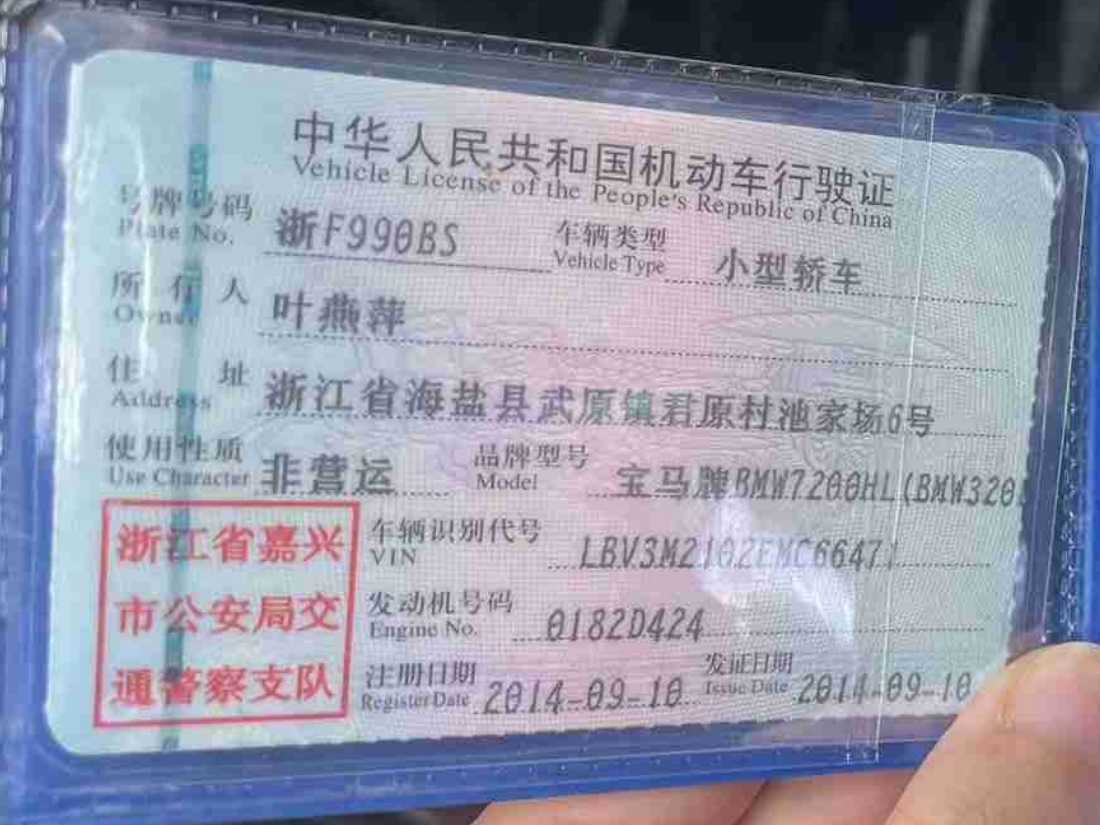 中华人民共和国机动车行驶证
Vehicle License of the People's Republic of China
号牌号码 浙F990BS 车辆类型 小型轿车
Plate No. Vehicle Type
所有人 叶燕萍
Owner
住址 浙江省海盐县武原镇君原村池家场6号
Address
使用性质 非营运 品牌型号 宝马牌BMW7200HL(BMW320
Use Character Model
浙江省嘉兴
市公安局交
通警察支队
车辆识别代号 LBV3M2102EMC66471
VIN
发动机号码 0182D424
Engine No.
注册日期 2014-09-10 发证日期 2014-09-10
Register Date Issue Date